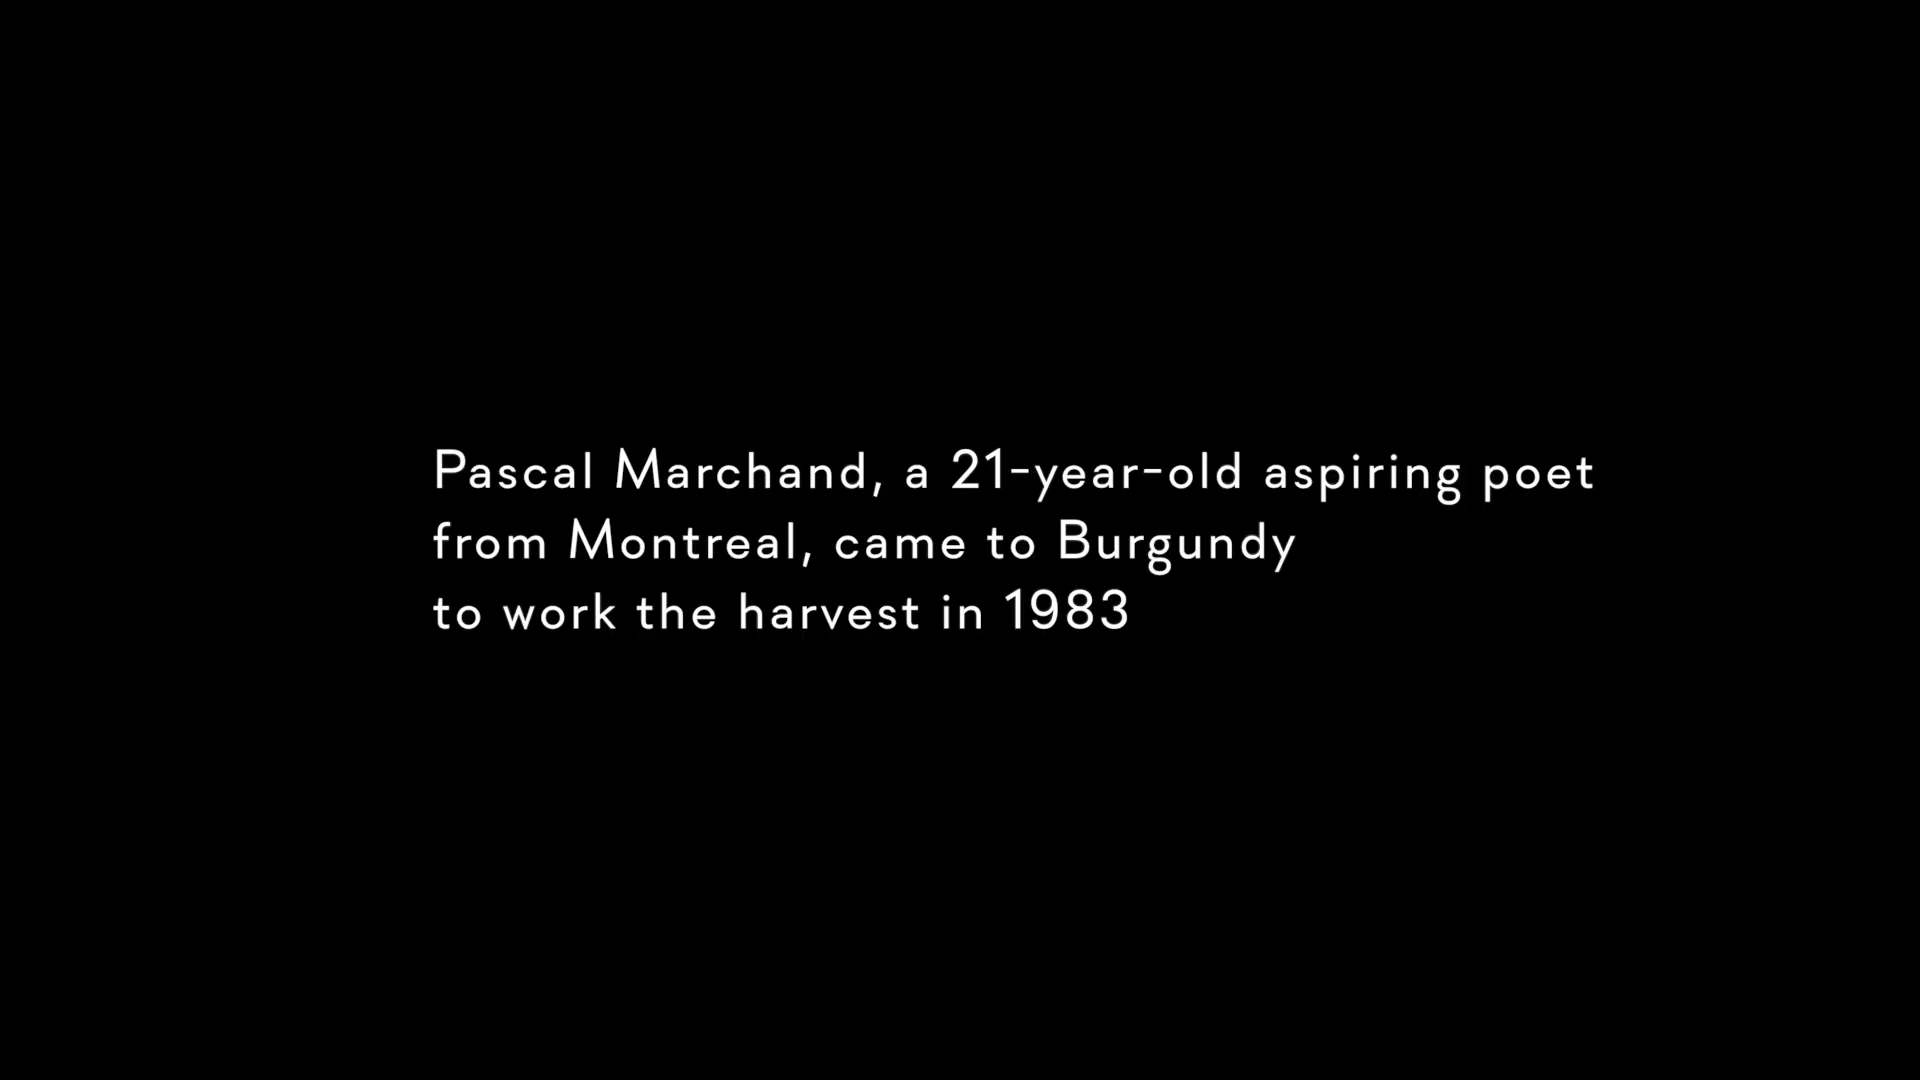 Pascal Marchand, a 21-year-old aspiring poet
from Montreal, came to Burgundy
to work the harvest in 1983